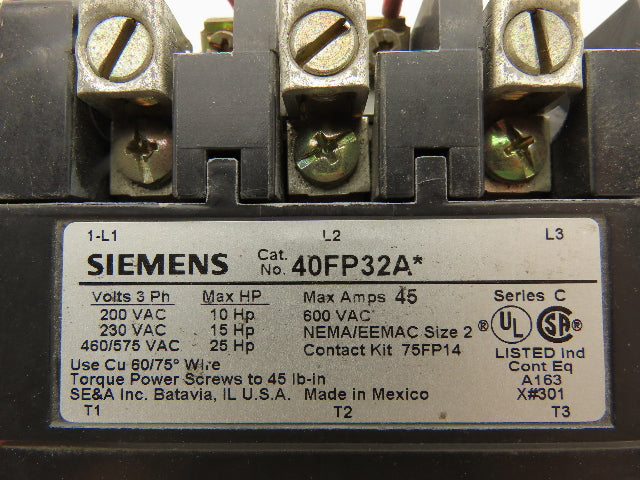 1-L1 L2 L3
SIEMENS Cat. No. 40FP32A*
Volts 3 Ph Max HP Max Amps 45 Series C
200 VAC 10 Hp 600 VAC
230 VAC 15 Hp NEMA/EEMAC Size 2 ® UL ® SA ®
460/575 VAC 25 Hp Contact Kit 75FP14
LISTED Ind
Use Cu 60/75° Wire Cont Eq
Torque Power Screws to 45 lb-in A163
SE&A Inc. Batavia, IL U.S.A. Made in Mexico X#301
T1 T2 T3